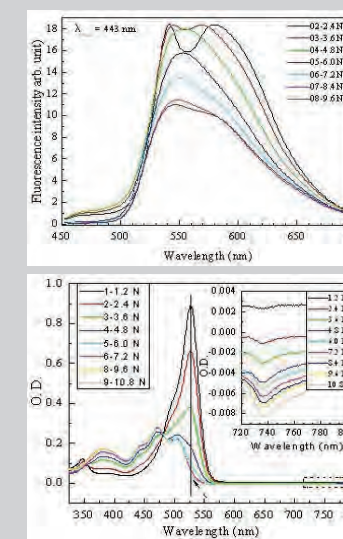 λ = 443 nm
02-2.4 N
03-3.6 N
04-4.8 N
05-6.0 N
06-7.2 N
07-8.4 N
08-9.6 N
Fluorescence intensity arb. unit)
18
16
14
12
10
8
6
4
2
0
450 500 550 600 650
Wavelength (nm)
1-1.2 N
2-2.4 N
3-3.6 N
4-4.8 N
5-6.0 N
6-7.2 N
8-9.6 N
9-10.8 N
O.D.
1.0
0.8
0.6
0.4
0.2
0.0
O.D.
0.004
0.002
0.000
-0.002
-0.004
-0.006
-0.008
720 740 760 780
Wavelength (nm)
350 400 450 500 550 600 650 700 750
Wavelength (nm)